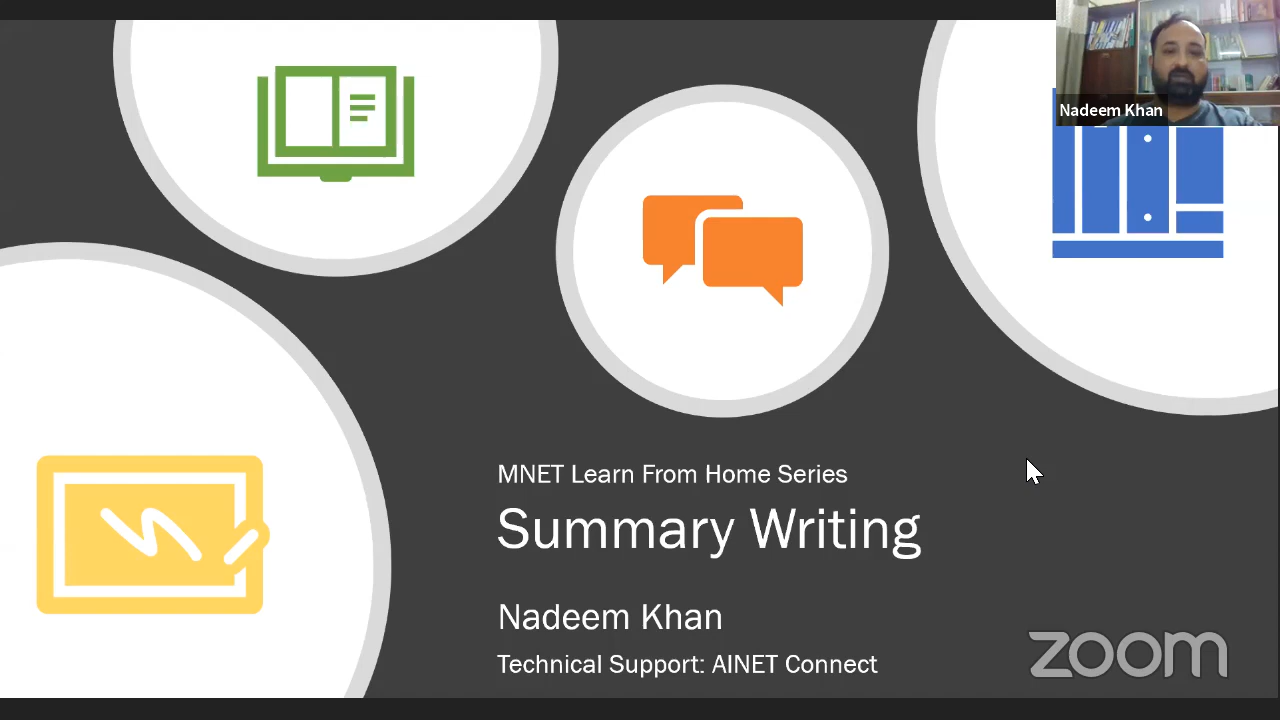 Nadeem Khan
MNET Learn From Home Series
Summary Writing
Nadeem Khan
Technical Support: AINET Connect
zoom